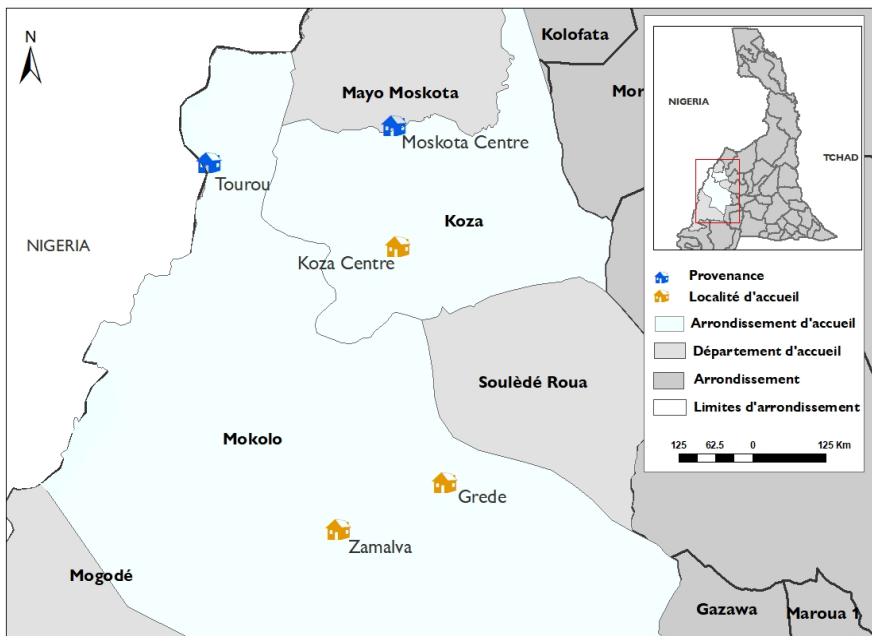 N
Kolofata
Mayo Moskota
Mor
Moskota Centre
Tourou
Koza
NIGERIA
Koza Centre
Soulèdé Roua
Mokolo
Grede
Zamalva
Mogodé
Gazawa
Maroua 1
NIGERIA
TCHAD
Provenance
Localité d'accueil
Arrondissement d'accueil
Département d'accueil
Arrondissement
Limites d'arrondissement
125 62.5 0 125 Km